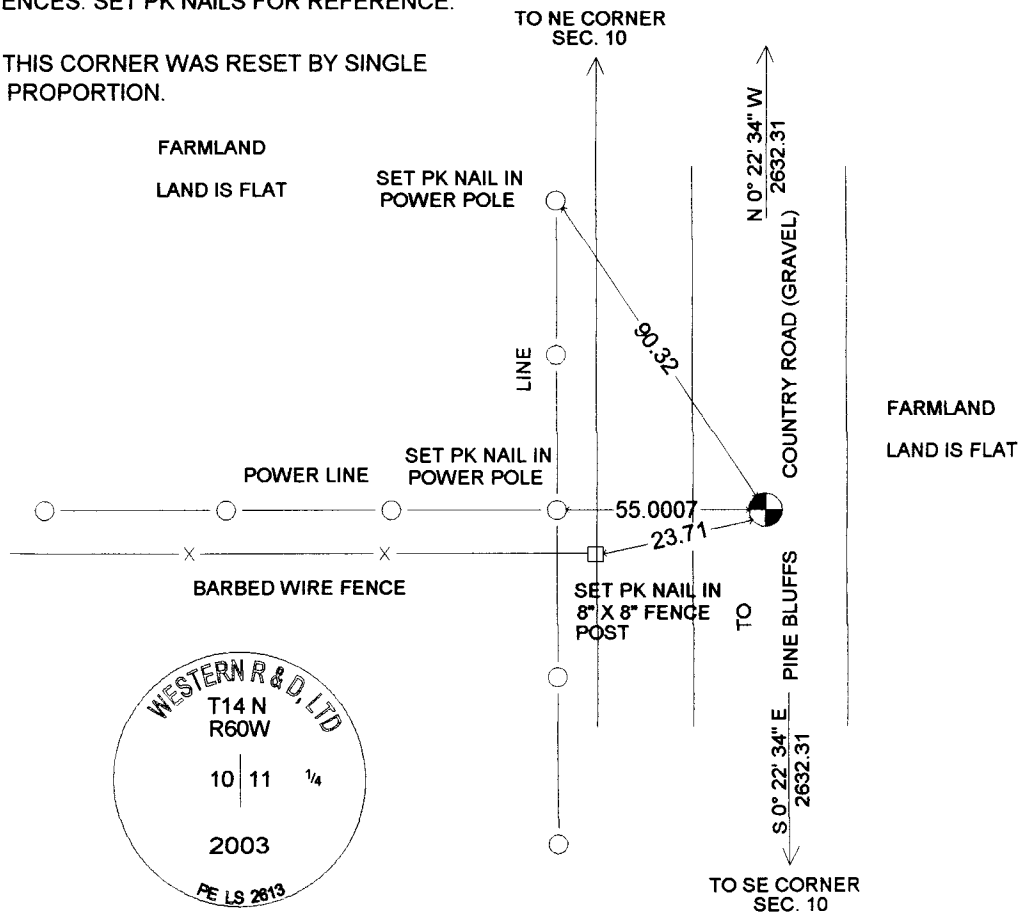 ENCES. SET PK NAILS FOR REFERENCE.
THIS CORNER WAS RESET BY SINGLE
PROPORTION.
TO NE CORNER
SEC. 10
FARMLAND
LAND IS FLAT
SET PK NAIL IN
POWER POLE
N 0° 22' 34" W
2632.31
COUNTRY ROAD (GRAVEL)
90.32
LINE
FARMLAND
LAND IS FLAT
POWER LINE
SET PK NAIL IN
POWER POLE
55.0007
23.71
X
X
BARBED WIRE FENCE
SET PK NAIL IN
8" X 8" FENCE
POST
TO
PINE BLUFFS
S 0° 22' 34" E
2632.31
TO SE CORNER
SEC. 10
WESTERN R & D, LTD
T14 N
R60W
10 11 1/4
2003
PE LS 2613